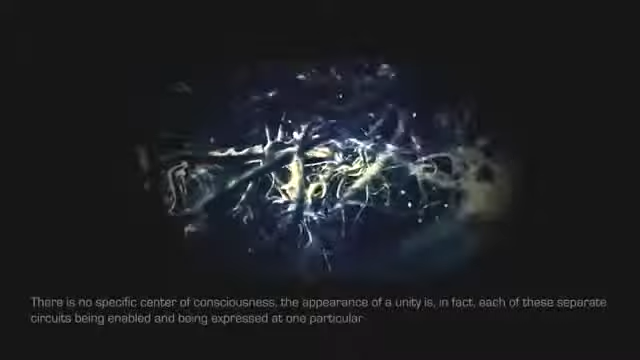 There is no specific center of consciousness, the appearance of a unity is, in fact, each of these separate
circuits being enabled and being expressed at one particular